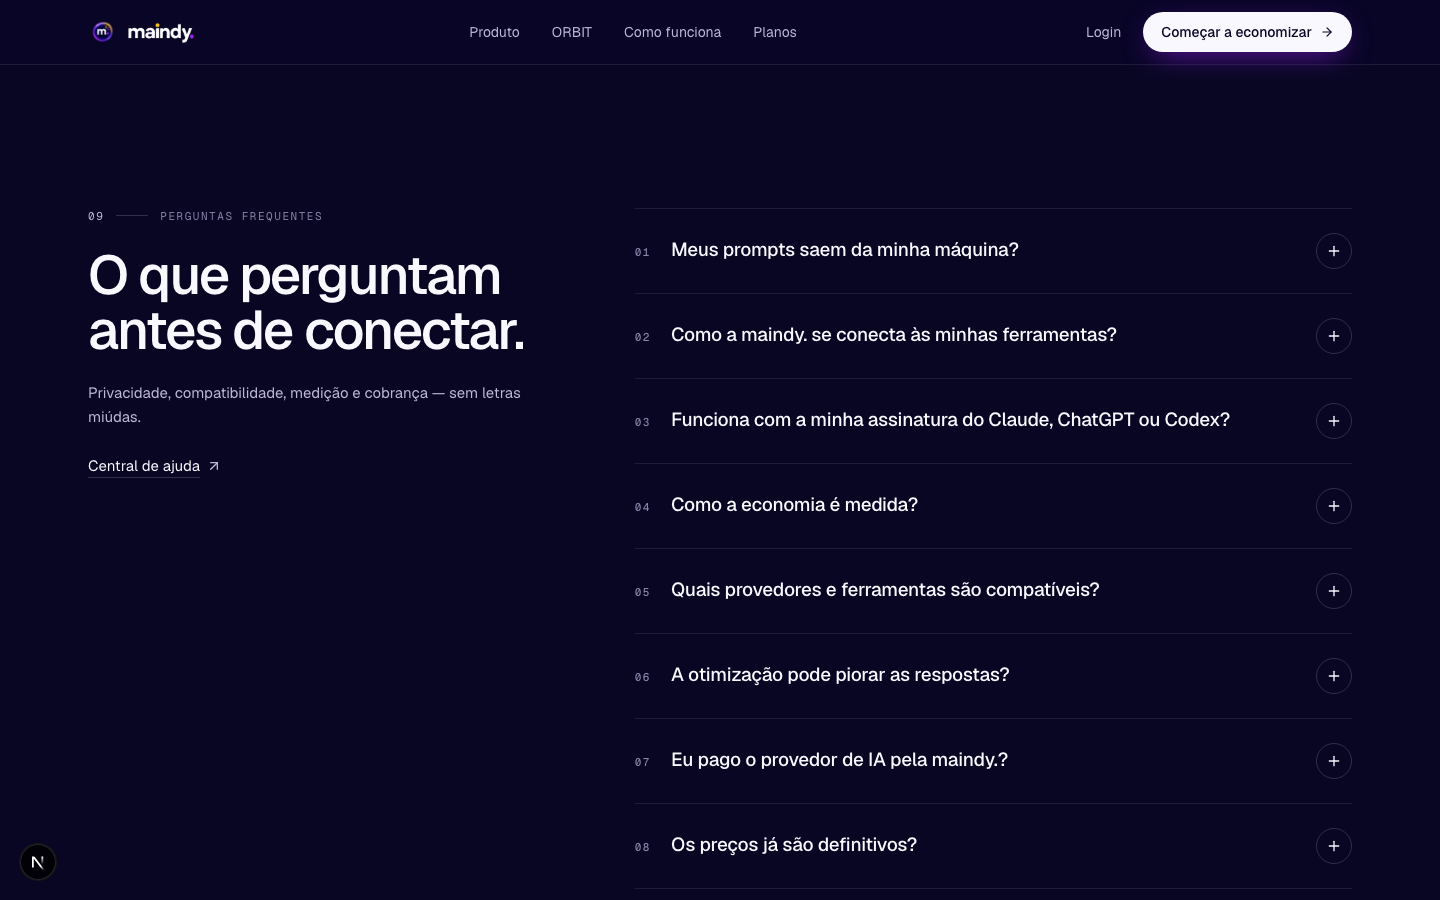 m. maindy.
Produto
ORBIT
Como funciona
Planos
Login
Começar a economizar →
09 PERGUNTAS FREQUENTES
O que perguntam
antes de conectar.
Privacidade, compatibilidade, medição e cobrança — sem letras
miúdas.
Central de ajuda ↗
01 Meus prompts saem da minha máquina? +
02 Como a maindy. se conecta às minhas ferramentas? +
03 Funciona com a minha assinatura do Claude, ChatGPT ou Codex? +
04 Como a economia é medida? +
05 Quais provedores e ferramentas são compatíveis? +
06 A otimização pode piorar as respostas? +
07 Eu pago o provedor de IA pela maindy.? +
08 Os preços já são definitivos? +
N